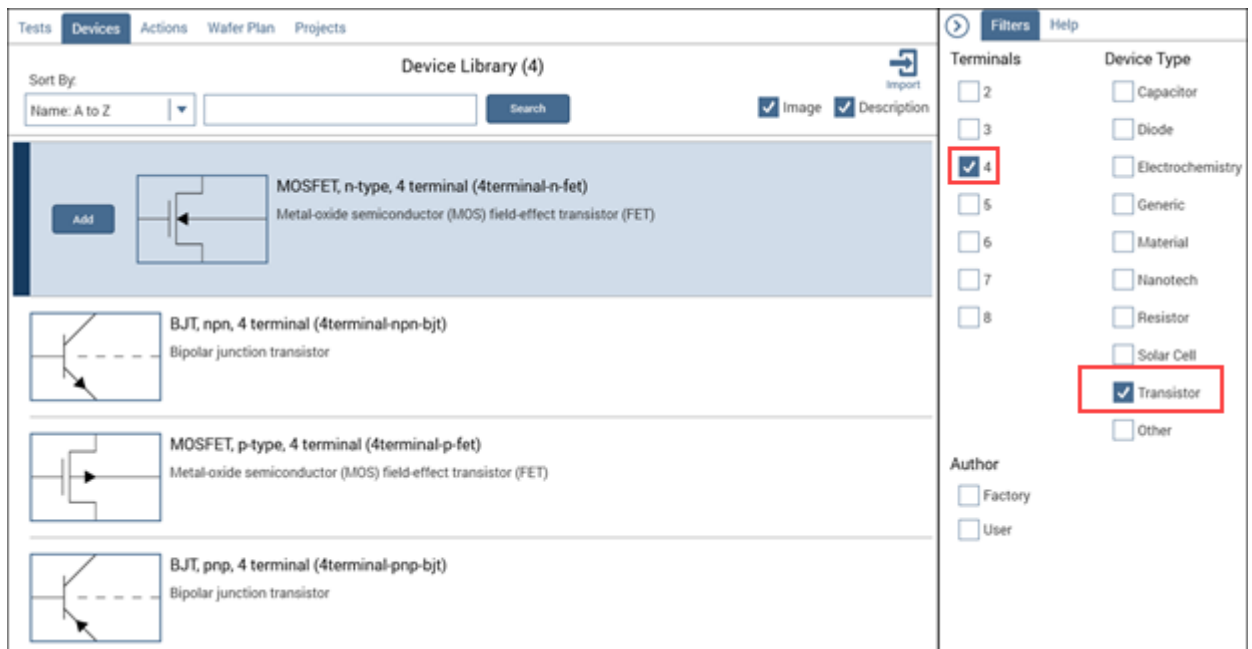 Tests Devices Actions Wafer Plan Projects
Device Library (4)
Sort By:
Import
Name: A to Z
Search
Image Description
Add
MOSFET, n-type, 4 terminal (4terminal-n-fet)
Metal-oxide semiconductor (MOS) field-effect transistor (FET)
BJT, npn, 4 terminal (4terminal-npn-bjt)
Bipolar junction transistor
MOSFET, p-type, 4 terminal (4terminal-p-fet)
Metal-oxide semiconductor (MOS) field-effect transistor (FET)
BJT, pnp, 4 terminal (4terminal-pnp-bjt)
Bipolar junction transistor
Filters Help
Terminals
2
3
4
5
6
7
8
Device Type
Capacitor
Diode
Electrochemistry
Generic
Material
Nanotech
Resistor
Solar Cell
Transistor
Other
Author
Factory
User